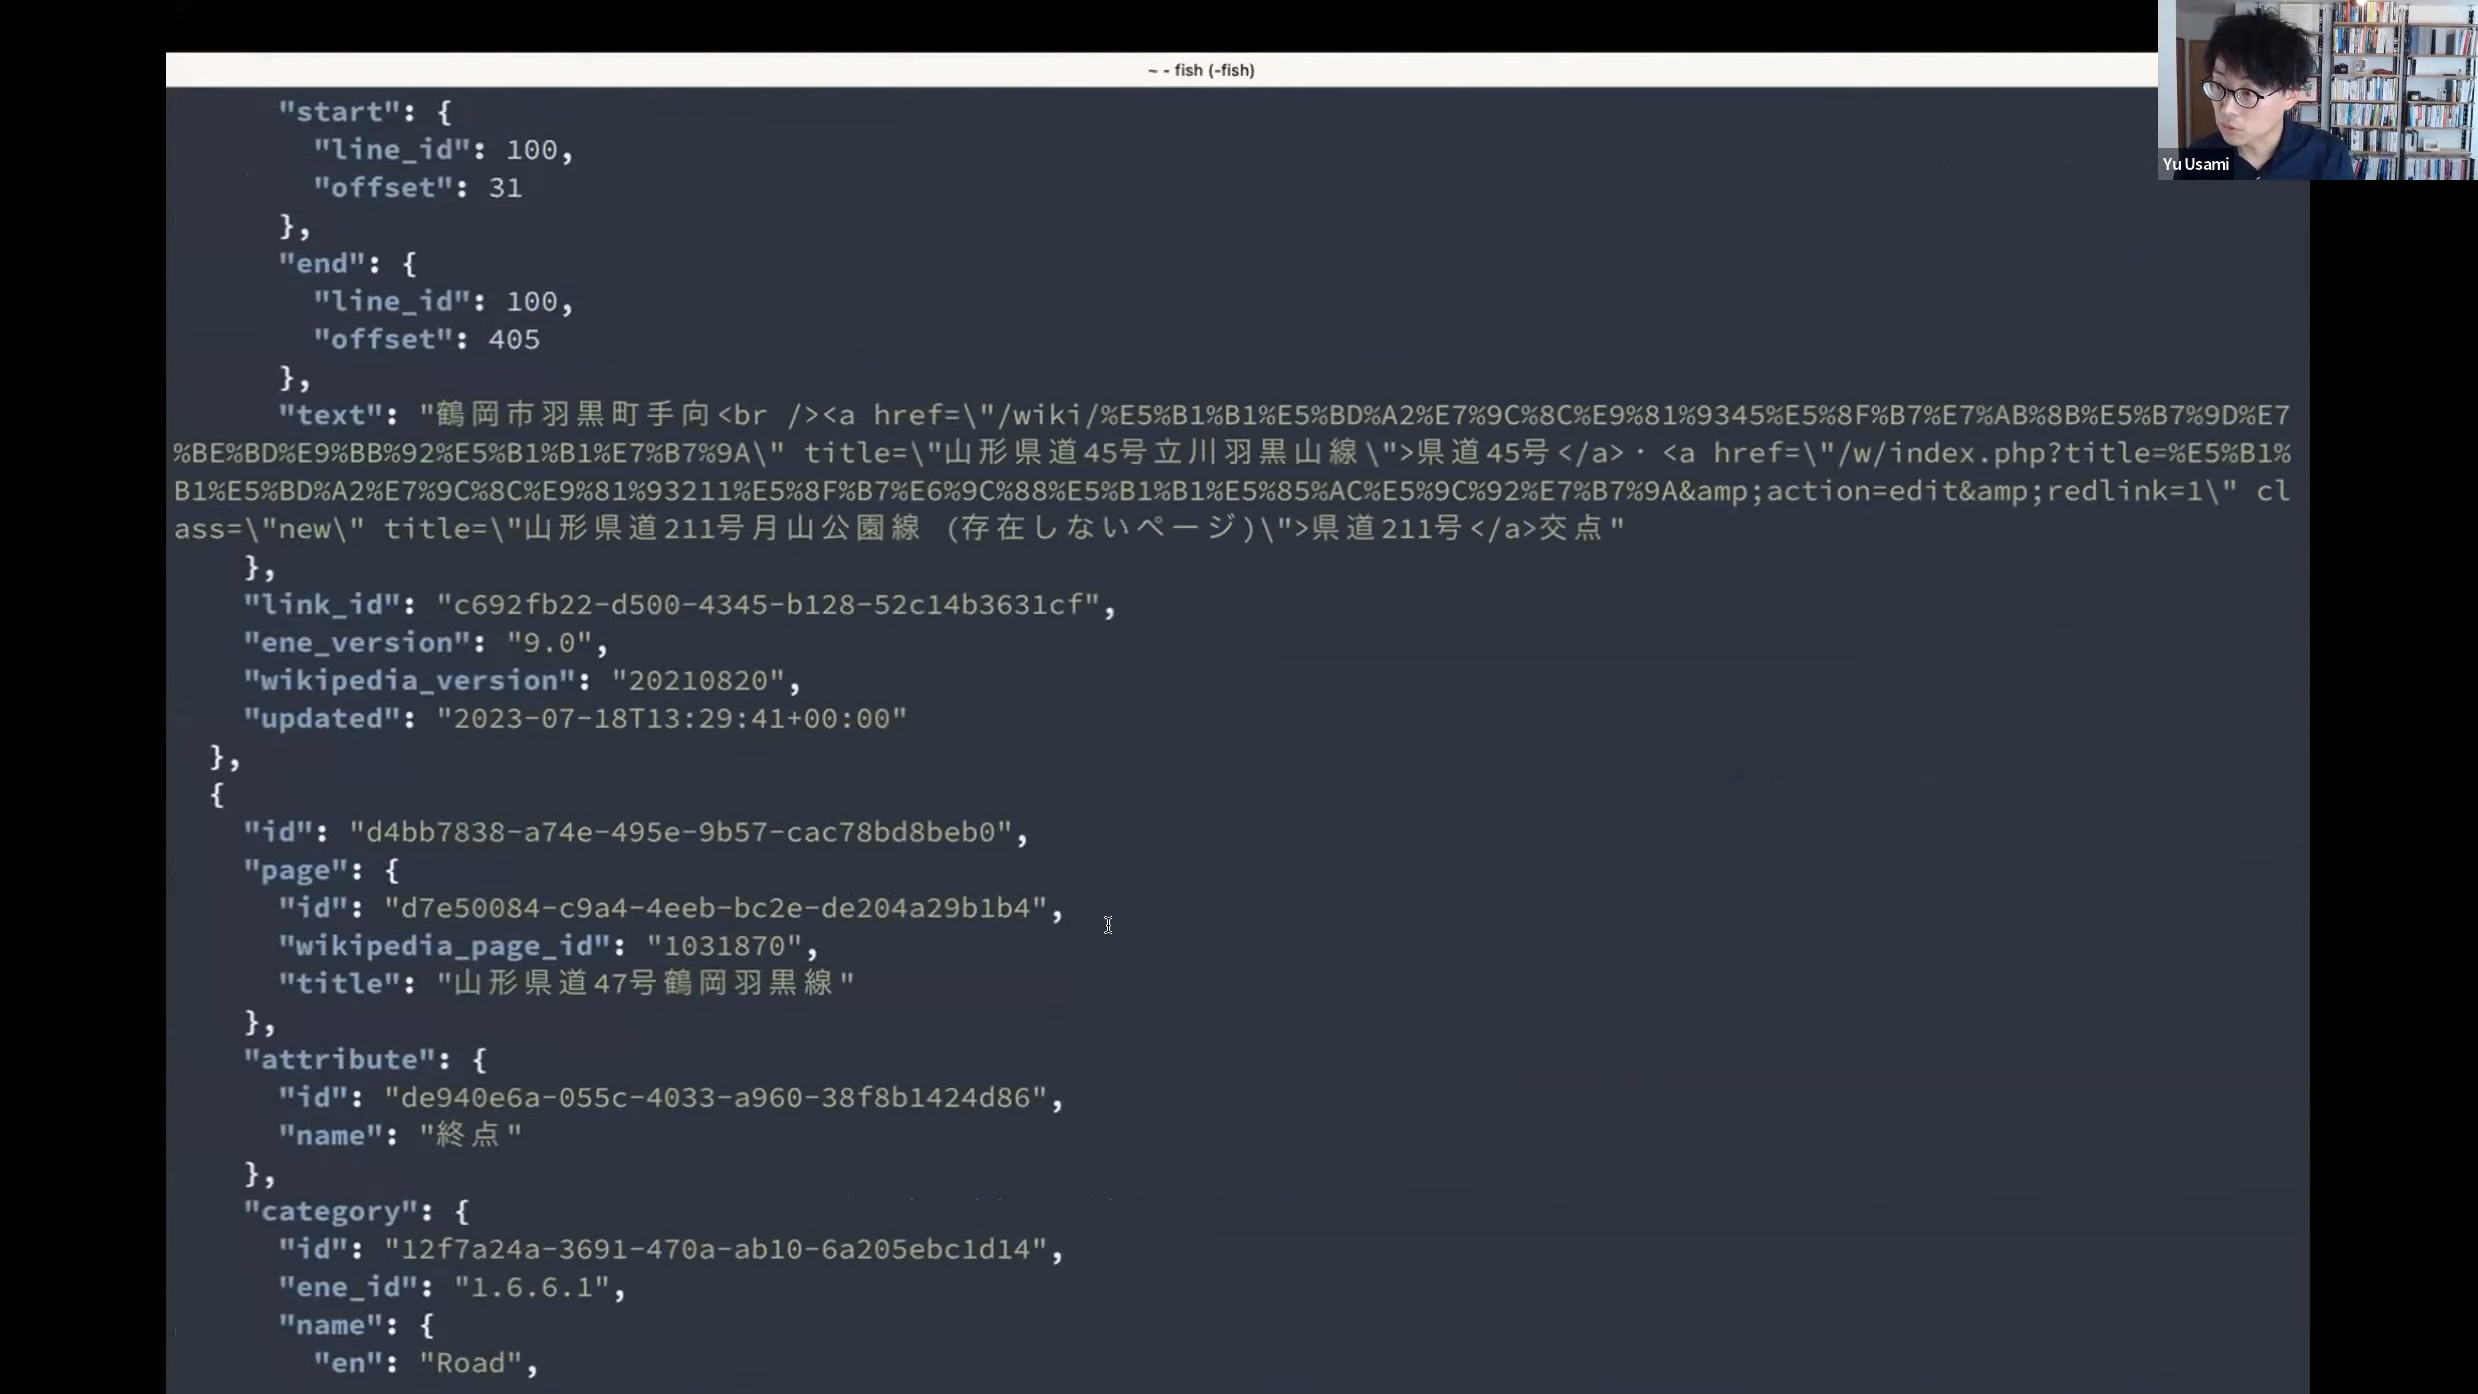 ~ - fish (-fish)
Yu Usami
"start": {
"line_id": 100,
"offset": 31
},
"end": {
"line_id": 100,
"offset": 405
},
"text": "鶴岡市羽黒町手向<br /><a href=\"/wiki/%E5%B1%B1%E5%BD%A2%E7%9C%8C%E9%81%9345%E5%8F%B7%E7%AB%8B%E5%B7%9D%E7
%BE%BD%E9%BB%92%E5%B1%B1%E7%B7%9A\" title=\"山形県道45号立川羽黒山線\">県道45号</a>・<a href=\"/w/index.php?title=%E5%B1%
B1%E5%BD%A2%E7%9C%8C%E9%81%93211%E5%8F%B7%E6%9C%88%E5%B1%B1%E5%85%AC%E5%9C%92%E7%B7%9A&amp;action=edit&amp;redlink=1\" cl
ass=\"new\" title=\"山形県道211号月山公園線 (存在しないページ)\">県道211号</a>交点"
},
"link_id": "c692fb22-d500-4345-b128-52c14b3631cf",
"ene_version": "9.0",
"wikipedia_version": "20210820",
"updated": "2023-07-18T13:29:41+00:00"
},
{
"id": "d4bb7838-a74e-495e-9b57-cac78bd8beb0",
"page": {
"id": "d7e50084-c9a4-4eeb-bc2e-de204a29b1b4",
"wikipedia_page_id": "1031870",
"title": "山形県道47号鶴岡羽黒線"
},
"attribute": {
"id": "de940e6a-055c-4033-a960-38f8b1424d86",
"name": "終点"
},
"category": {
"id": "12f7a24a-3691-470a-ab10-6a205ebc1d14",
"ene_id": "1.6.6.1",
"name": {
"en": "Road",